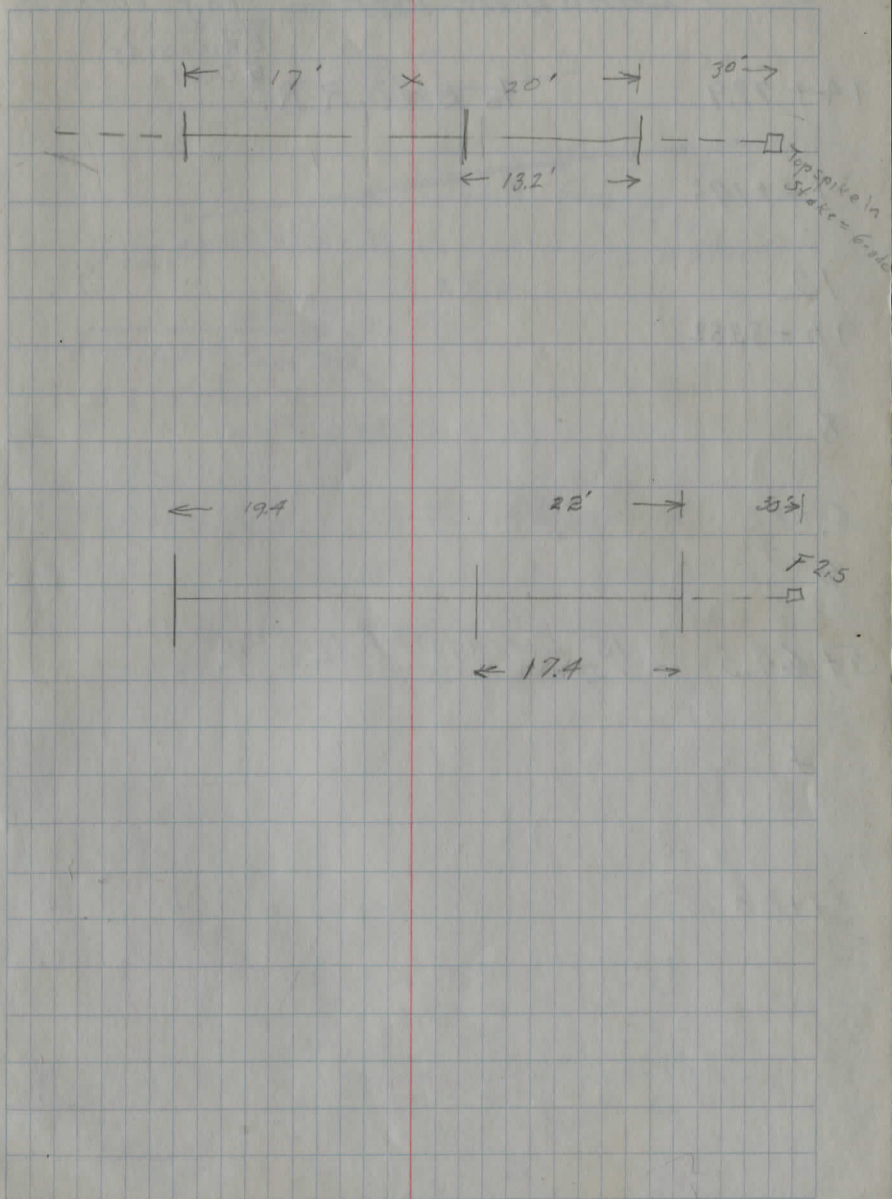 17' 20' 30'
13.2'
Top spike in
Stake = Grade
19.4 22' 30'
F 2.5
17.4